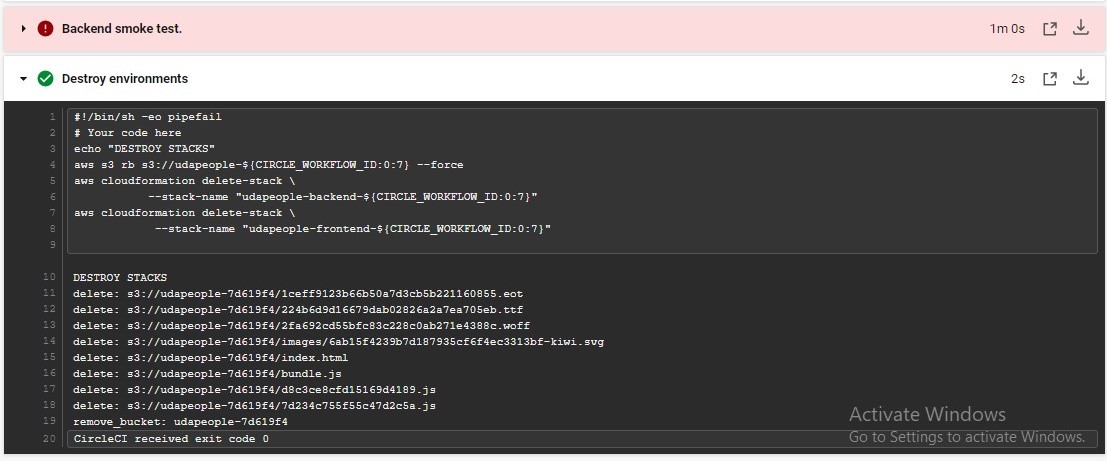 Backend smoke test. 1m 0s
Destroy environments 2s
1 #!/bin/sh -eo pipefail
2 # Your code here
3 echo "DESTROY STACKS"
4 aws s3 rb s3://udapeople-${CIRCLE_WORKFLOW_ID:0:7} --force
5 aws cloudformation delete-stack \
6 --stack-name "udapeople-backend-${CIRCLE_WORKFLOW_ID:0:7}"
7 aws cloudformation delete-stack \
8 --stack-name "udapeople-frontend-${CIRCLE_WORKFLOW_ID:0:7}"
9
10 DESTROY STACKS
11 delete: s3://udapeople-7d619f4/1ceff9123b66b50a7d3cb5b221160855.eot
12 delete: s3://udapeople-7d619f4/224b6d9d16679dab02826a2a7ea705eb.ttf
13 delete: s3://udapeople-7d619f4/2fa692cd55bfc83c228c0ab271e4388c.woff
14 delete: s3://udapeople-7d619f4/images/6ab15f4239b7d187935cf6f4ec3313bf-kiwi.svg
15 delete: s3://udapeople-7d619f4/index.html
16 delete: s3://udapeople-7d619f4/bundle.js
17 delete: s3://udapeople-7d619f4/d8c3ce8cfd15169d4189.js
18 delete: s3://udapeople-7d619f4/7d234c755f55c47d2c5a.js
19 remove_bucket: udapeople-7d619f4
20 CircleCI received exit code 0
Activate Windows
Go to Settings to activate Windows.